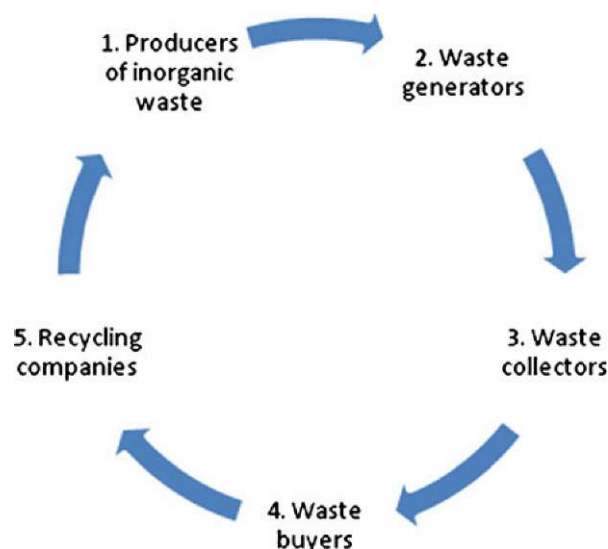 1. Producers
of inorganic
waste
2. Waste
generators
3. Waste
collectors
4. Waste
buyers
5. Recycling
companies